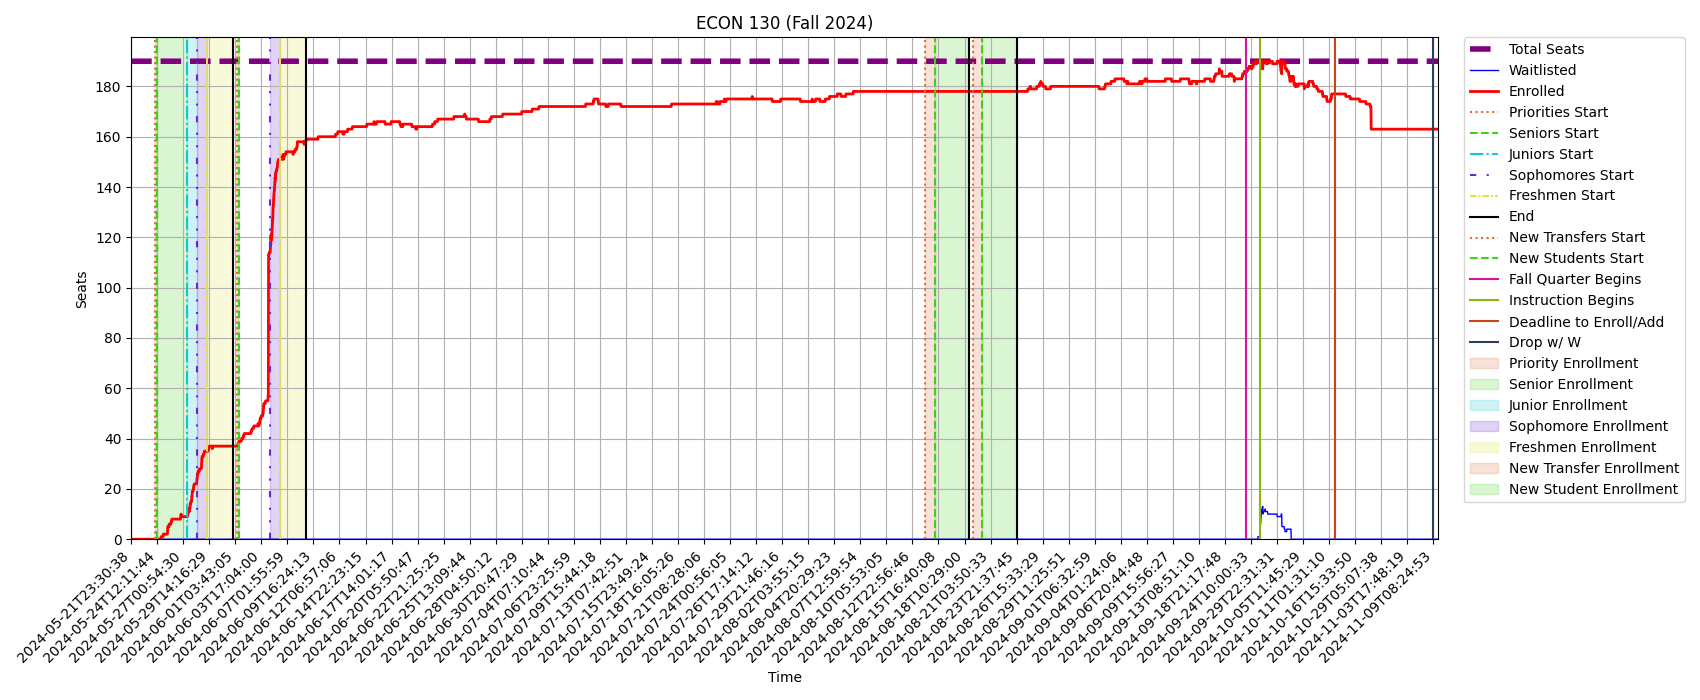 ECON 130 (Fall 2024)
Seats
180
160
140
120
100
80
60
40
20
0
2024-05-21T23:30:38
2024-05-24T12:11:44
2024-05-27T00:54:30
2024-05-29T14:16:29
2024-06-01T03:43:05
2024-06-03T17:04:00
2024-06-07T01:55:59
2024-06-09T16:24:13
2024-06-12T06:57:06
2024-06-14T22:23:15
2024-06-17T14:01:17
2024-06-20T05:50:47
2024-06-22T21:25:25
2024-06-25T13:09:44
2024-06-28T04:50:12
2024-06-30T20:47:29
2024-07-04T07:10:44
2024-07-06T23:25:59
2024-07-09T15:44:18
2024-07-13T07:42:51
2024-07-15T23:49:24
2024-07-18T16:05:26
2024-07-21T08:28:06
2024-07-24T00:56:05
2024-07-26T17:14:12
2024-07-29T21:46:16
2024-08-02T03:55:15
2024-08-04T20:29:23
2024-08-07T12:59:54
2024-08-10T05:53:05
2024-08-12T22:56:46
2024-08-15T16:40:08
2024-08-18T10:29:00
2024-08-21T03:50:33
2024-08-23T21:37:45
2024-08-26T15:33:29
2024-08-29T11:25:51
2024-09-01T06:32:59
2024-09-04T01:24:06
2024-09-06T20:44:48
2024-09-09T15:56:27
2024-09-13T08:51:10
2024-09-18T21:17:48
2024-09-24T10:00:33
2024-09-29T22:31:31
2024-10-05T11:45:29
2024-10-11T01:31:10
2024-10-16T15:33:50
2024-10-29T05:07:38
2024-11-03T17:48:19
2024-11-09T08:24:53
Time
Total Seats
Waitlisted
Enrolled
Priorities Start
Seniors Start
Juniors Start
Sophomores Start
Freshmen Start
End
New Transfers Start
New Students Start
Fall Quarter Begins
Instruction Begins
Deadline to Enroll/Add
Drop w/ W
Priority Enrollment
Senior Enrollment
Junior Enrollment
Sophomore Enrollment
Freshmen Enrollment
New Transfer Enrollment
New Student Enrollment